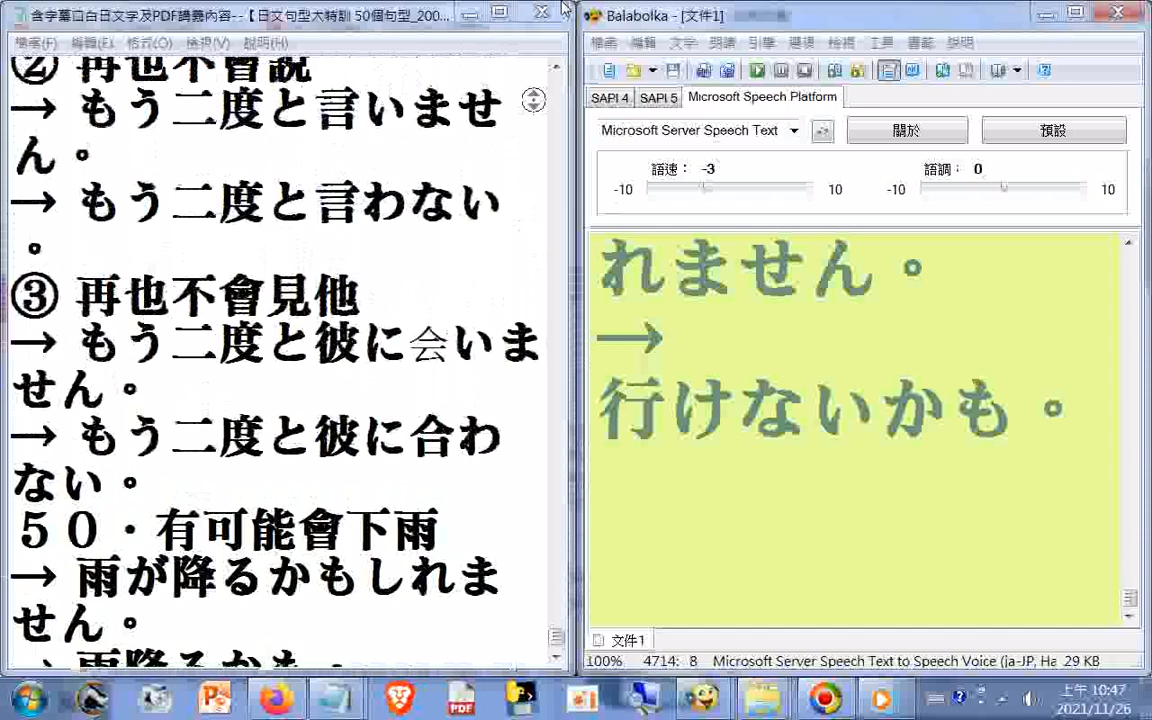 含字幕口白日文字及PDF講義內容--【日文句型大特訓 50個句型_200...
檔案(F) 編輯(E) 格式(O) 檢視(V) 說明(H)
② 再也不會説
→ もう二度と言いませ
ん。
→ もう二度と言わない
。
③ 再也不會見他
→ もう二度と彼に会いま
せん。
→ もう二度と彼に合わ
ない。
５０．有可能會下雨
→ 雨が降るかもしれま
せん。
→ 雨降るかも。
Balabolka - [文件1]
檔案 編輯 文字 朗讀 引擎 選項 檢視 工具 書籤 說明
SAPI 4 SAPI 5 Microsoft Speech Platform
Microsoft Server Speech Text 關於 預設
語速： -3 語調： 0
-10 10 -10 10
れません。
→
行けないかも。
文件1
100% 4714: 8 Microsoft Server Speech Text to Speech Voice (ja-JP, Ha 29 KB
PDF
上午 10:47
2021/11/26